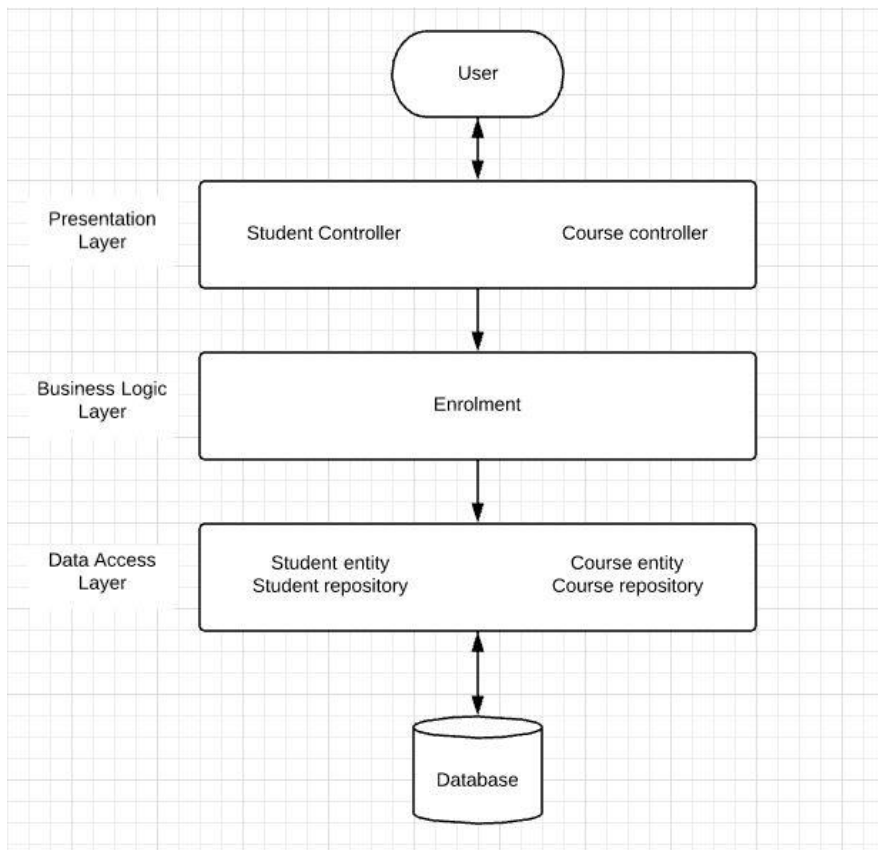 User
Presentation
Layer
Student Controller
Course controller
Business Logic
Layer
Enrolment
Data Access
Layer
Student entity
Student repository
Course entity
Course repository
Database